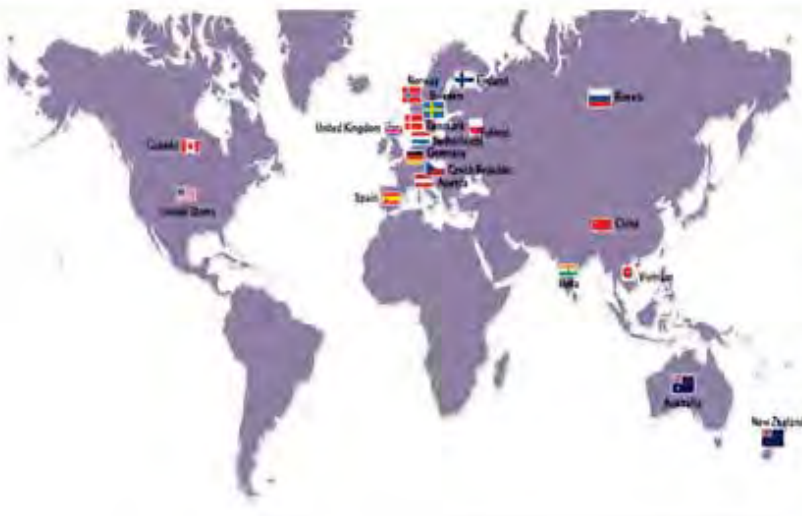 Norway
Finland
Sweden
Russia
United Kingdom
Denmark
Poland
Canada
Netherlands
Germany
Czech Republic
Austria
Spain
United States
China
India
Australia
New Zealand